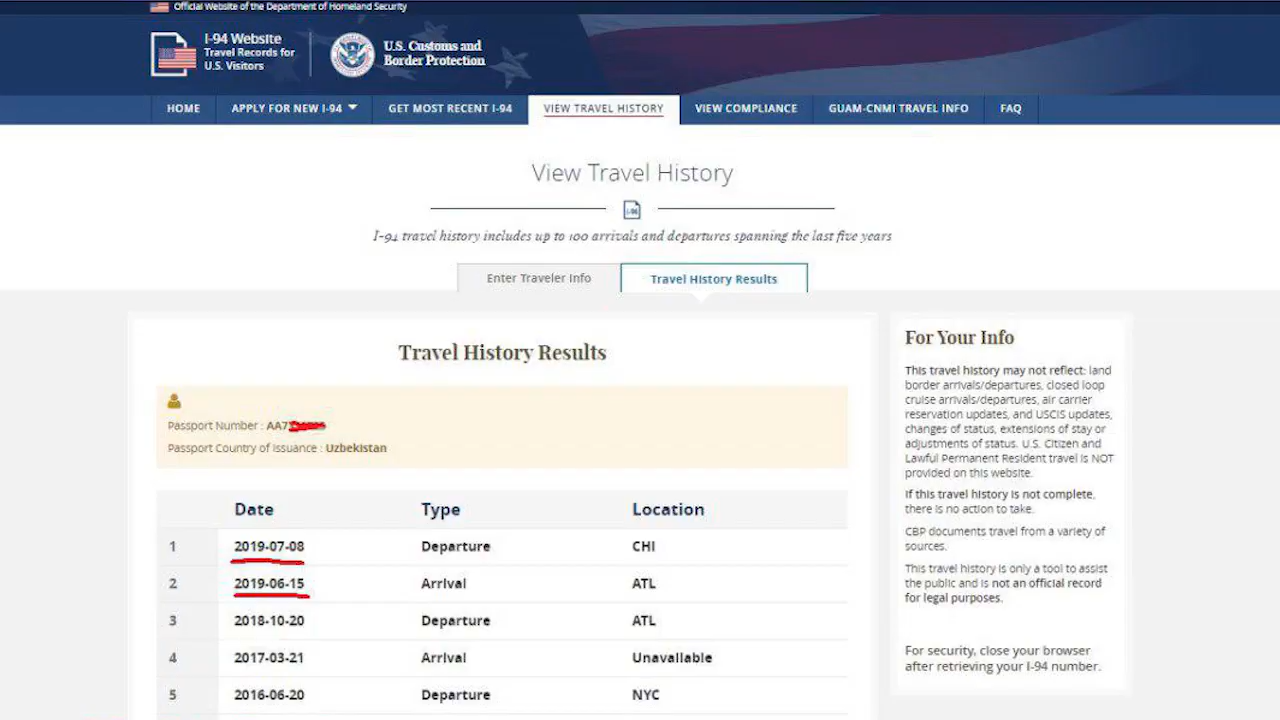 Official Website of the Department of Homeland Security
I-94 Website
Travel Records for
U.S. Visitors
U.S. Customs and
Border Protection
HOME
APPLY FOR NEW I-94
GET MOST RECENT I-94
VIEW TRAVEL HISTORY
VIEW COMPLIANCE
GUAM-CNMI TRAVEL INFO
FAQ
View Travel History
I-94
I-94 travel history includes up to 100 arrivals and departures spanning the last five years
Enter Traveler Info
Travel History Results
Travel History Results
Passport Number : AA7
Passport Country of Issuance : Uzbekistan
Date Type Location
1 2019-07-08 Departure CHI
2 2019-06-15 Arrival ATL
3 2018-10-20 Departure ATL
4 2017-03-21 Arrival Unavailable
5 2016-06-20 Departure NYC
For Your Info
This travel history may not reflect: land
border arrivals/departures, closed loop
cruise arrivals/departures, air carrier
reservation updates, and USCIS updates,
changes of status, extensions of stay or
adjustments of status. U.S. Citizen and
Lawful Permanent Resident travel is NOT
provided on this website.
If this travel history is not complete,
there is no action to take.
CBP documents travel from a variety of
sources.
This travel history is only a tool to assist
the public and is not an official record
for legal purposes.
For security, close your browser
after retrieving your I-94 number.